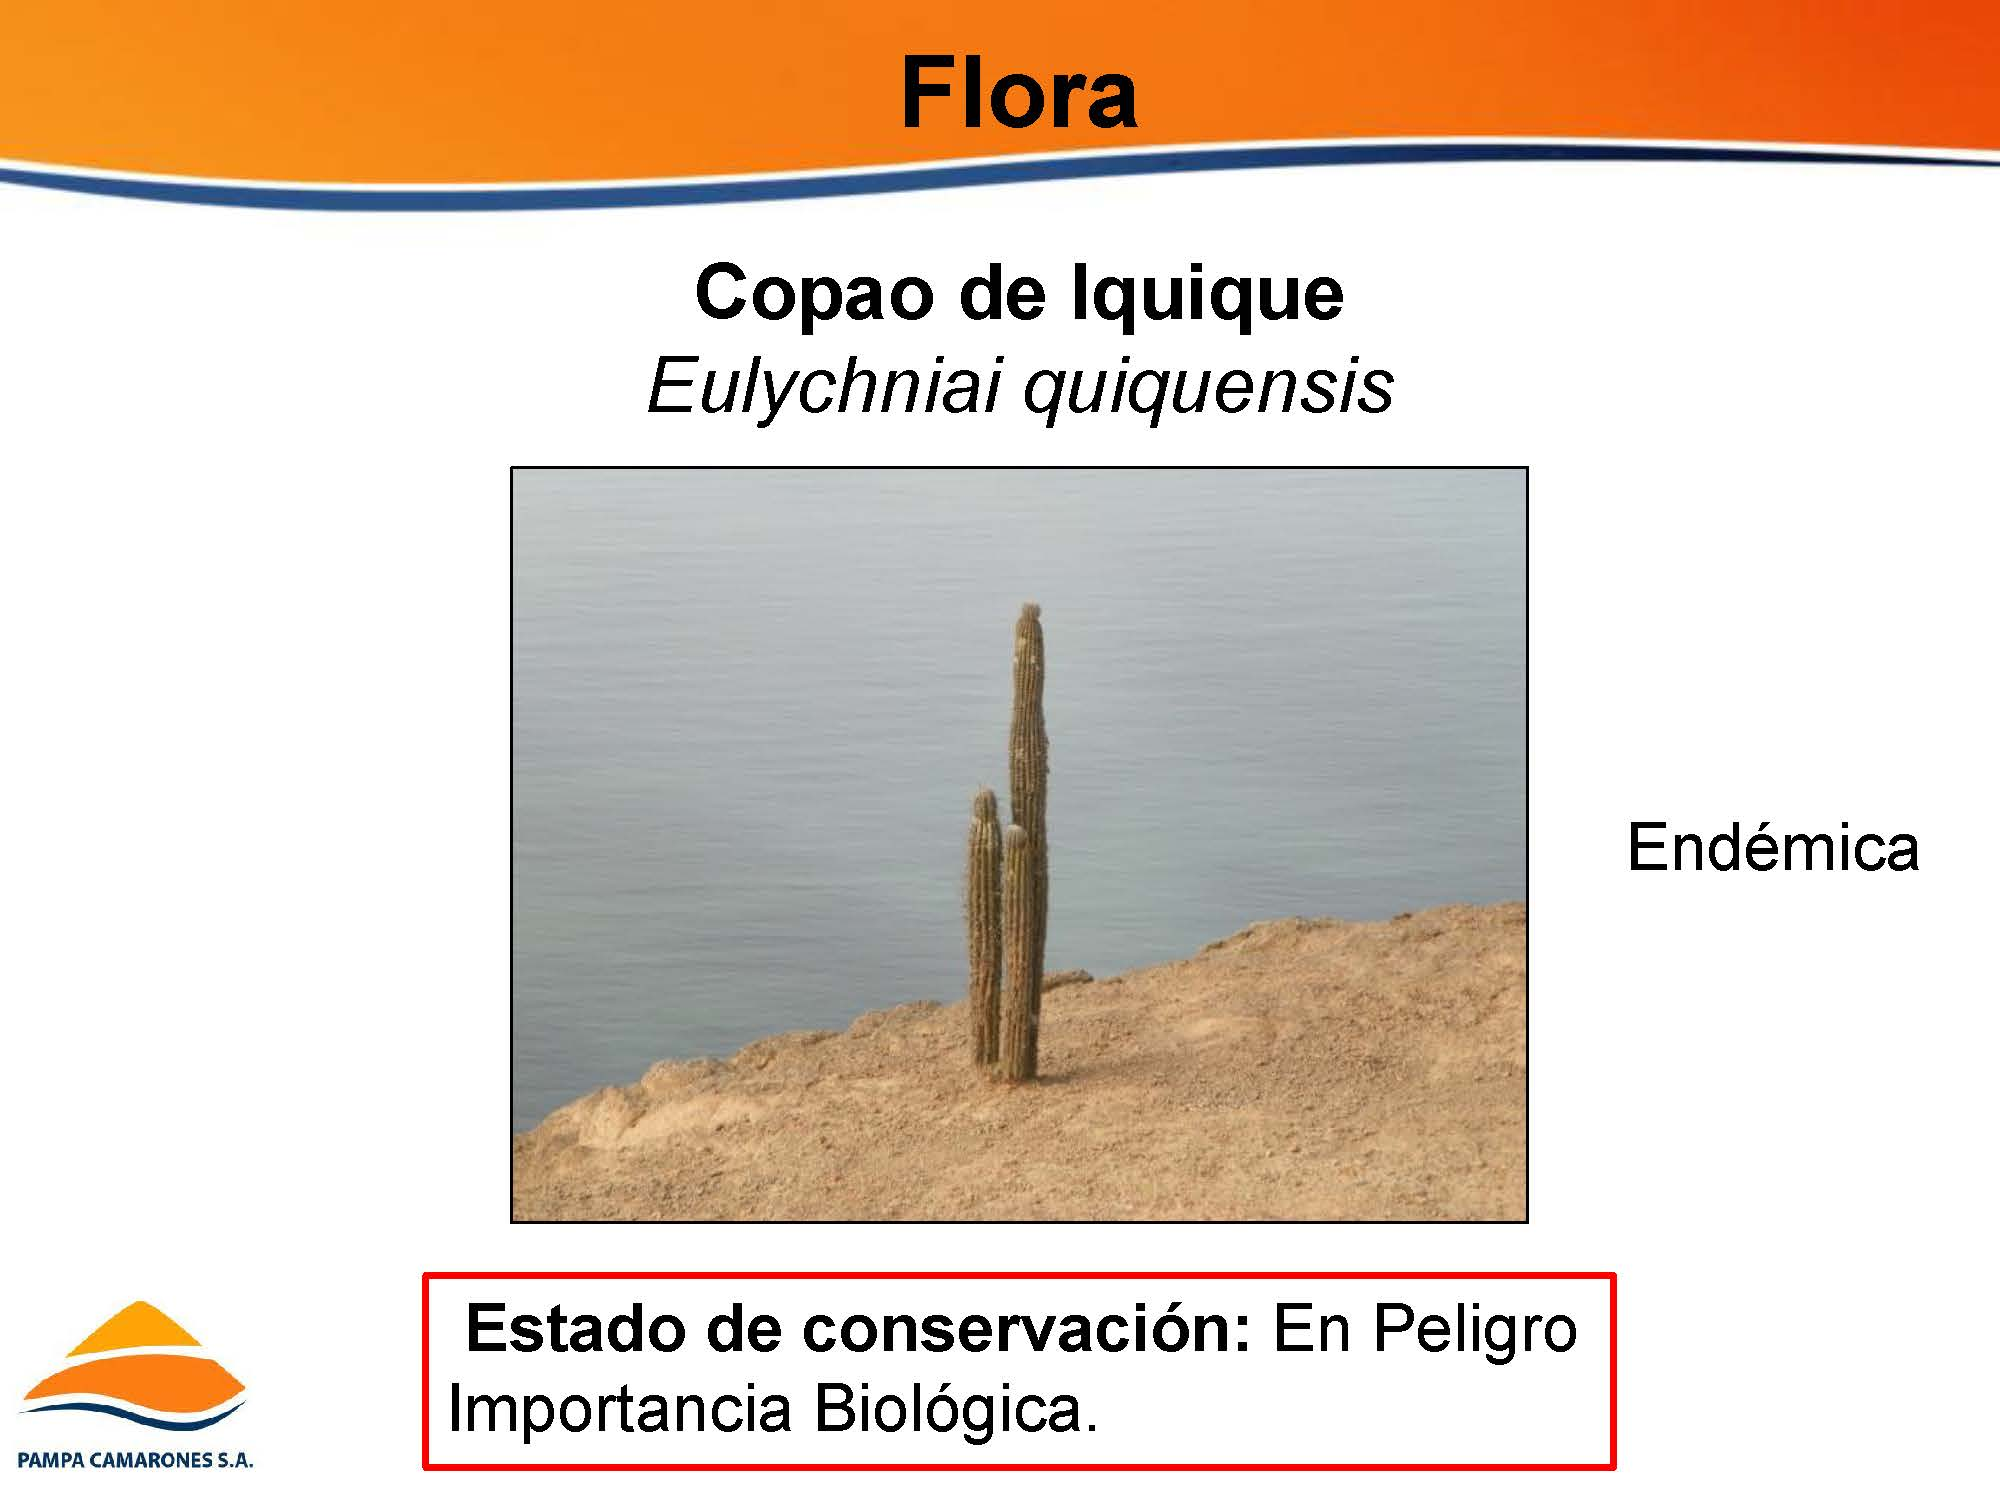 Flora
Copao de Iquique
Eulychniai quiquensis
Endémica
Estado de conservación: En Peligro
Importancia Biológica.
PAMPA CAMARONES S.A.